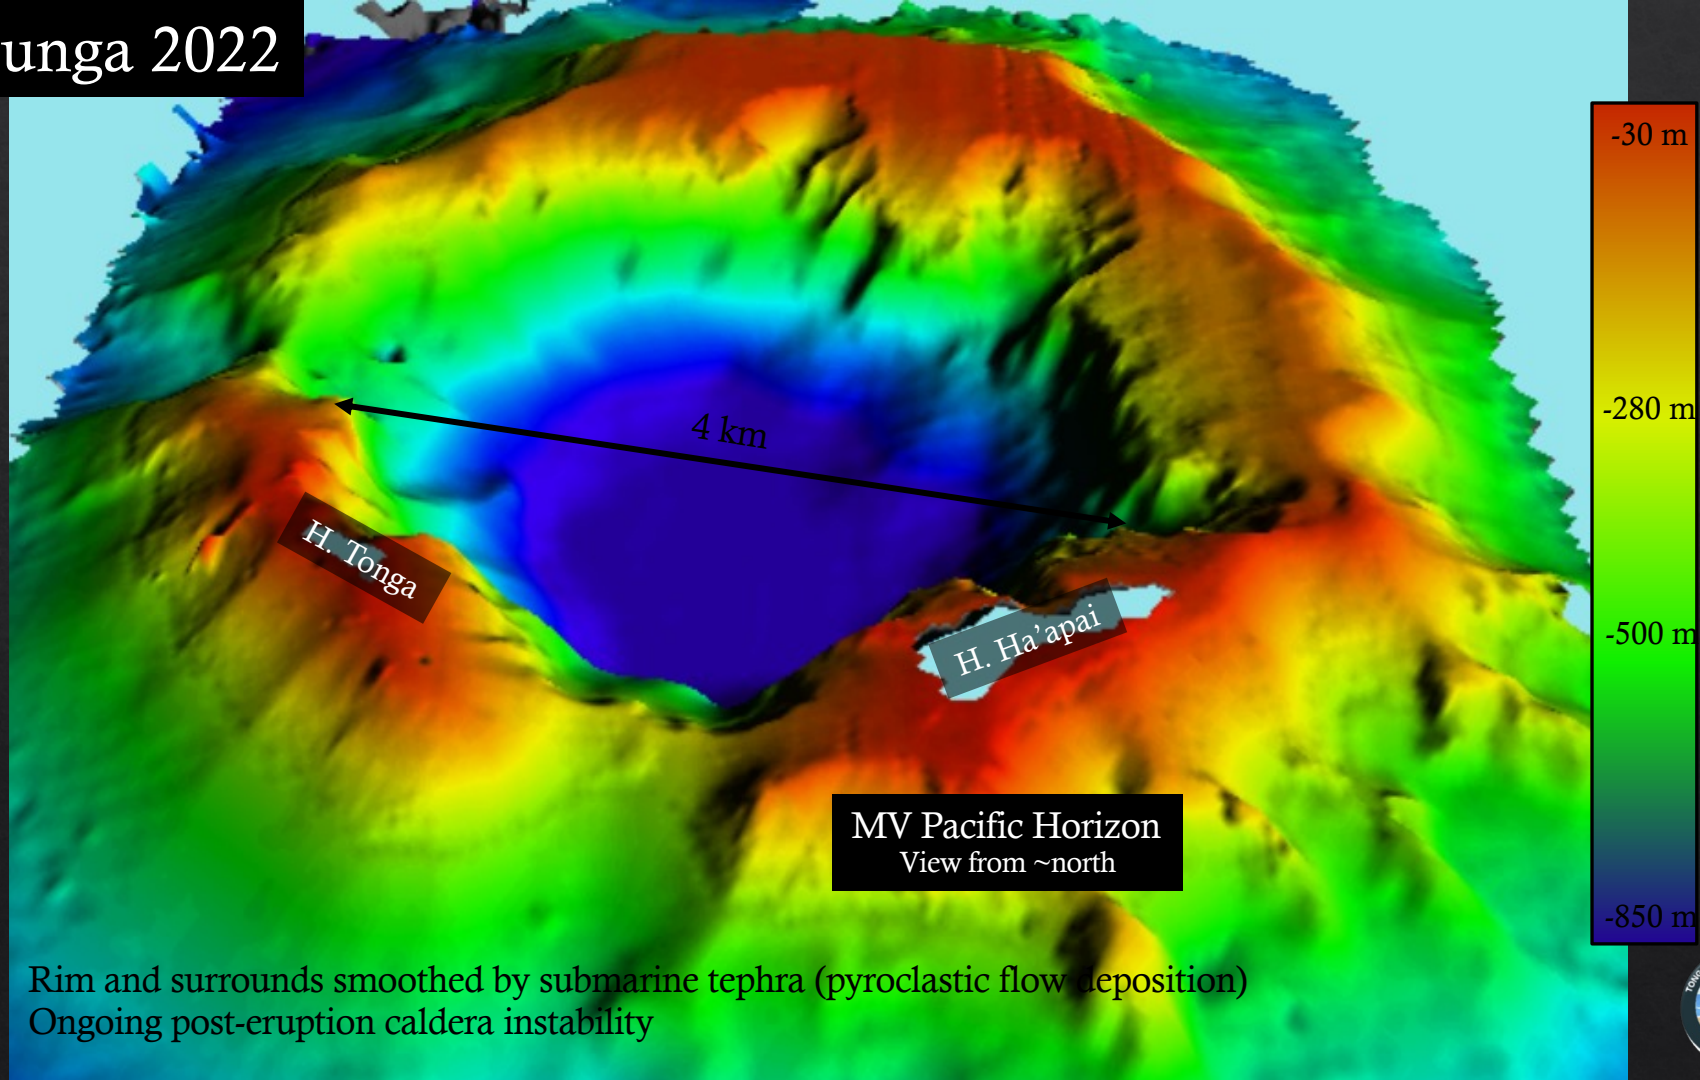 unga 2022
-30 m
-280 m
4 km
H. Tonga
H. Ha’apai
-500 m
MV Pacific Horizon
View from ~north
-850 m
Rim and surrounds smoothed by submarine tephra (pyroclastic flow deposition)
Ongoing post-eruption caldera instability